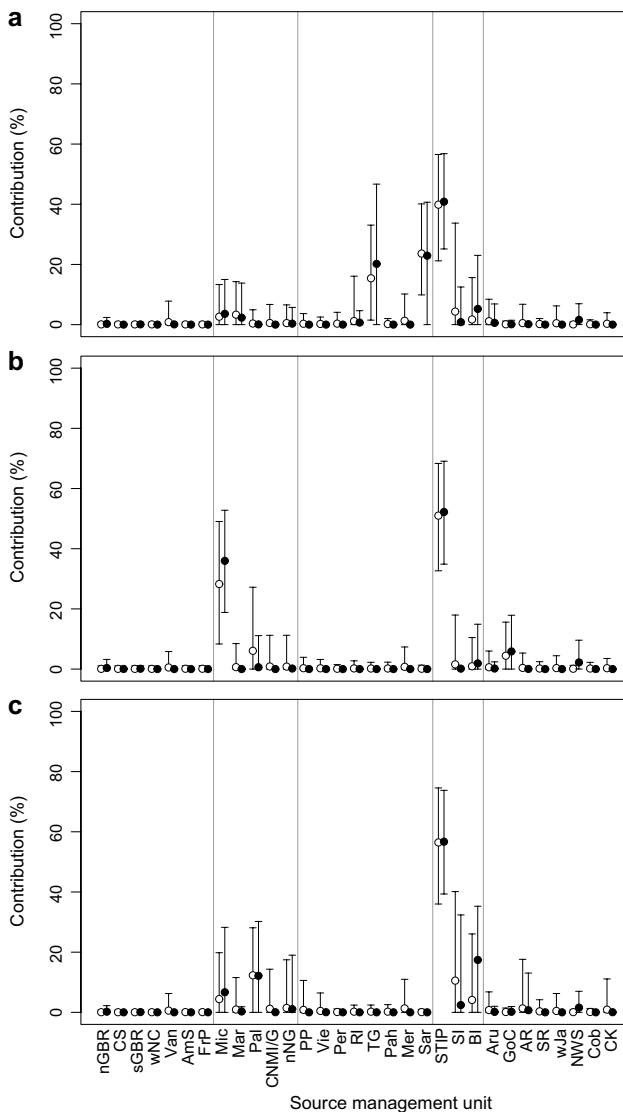 a
100
80
60
40
20
0
Contribution (%)
b
100
80
60
40
20
0
Contribution (%)
c
100
80
60
40
20
0
Contribution (%)
nGBR
CS
sGBR
wNC
Van
AmS
FrP
Mic
Mar
Pal
CNMI/G
nNG
PP
Vie
Per
RI
TG
Pah
Mer
Sar
STIP
SI
BI
Aru
GoC
AR
SR
wJa
NWS
Cob
CK
Source management unit